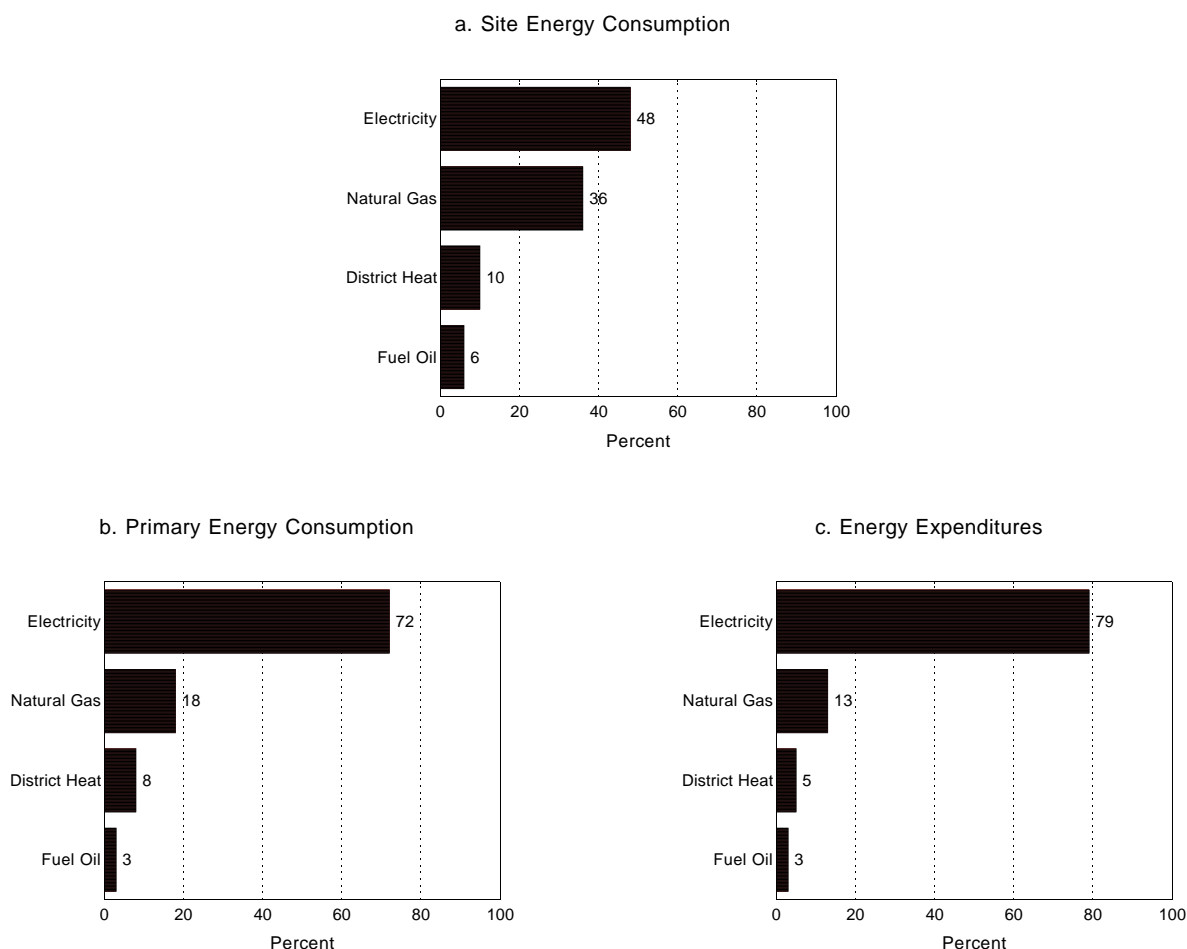 a. Site Energy Consumption
Electricity 48
Natural Gas 36
District Heat 10
Fuel Oil 6
0 20 40 60 80 100
Percent
b. Primary Energy Consumption
Electricity 72
Natural Gas 18
District Heat 8
Fuel Oil 3
0 20 40 60 80 100
Percent
c. Energy Expenditures
Electricity 79
Natural Gas 13
District Heat 5
Fuel Oil 3
0 20 40 60 80 100
Percent